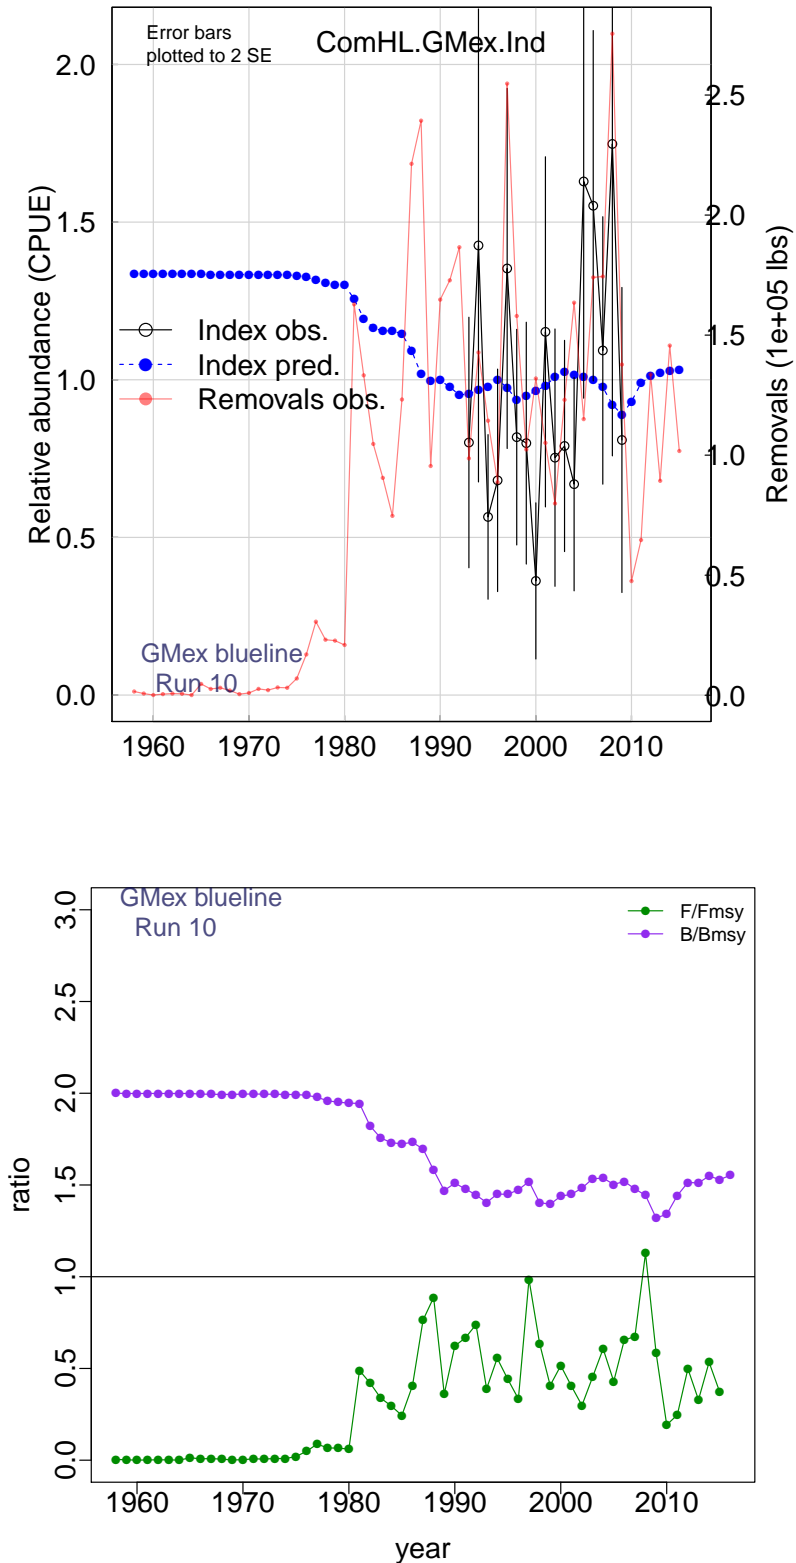 Error bars
plotted to 2 SE
ComHL.GMex.Ind
Relative abundance (CPUE)
2.0
1.5
1.0
0.5
0.0
Index obs.
Index pred.
Removals obs.
GMex blueline
Run 10
Removals (1e+05 lbs)
2.5
2.0
1.5
1.0
0.5
0.0
1960 1970 1980 1990 2000 2010
GMex blueline
Run 10
F/Fmsy
B/Bmsy
ratio
3.0
2.5
2.0
1.5
1.0
0.5
0.0
1960 1970 1980 1990 2000 2010
year